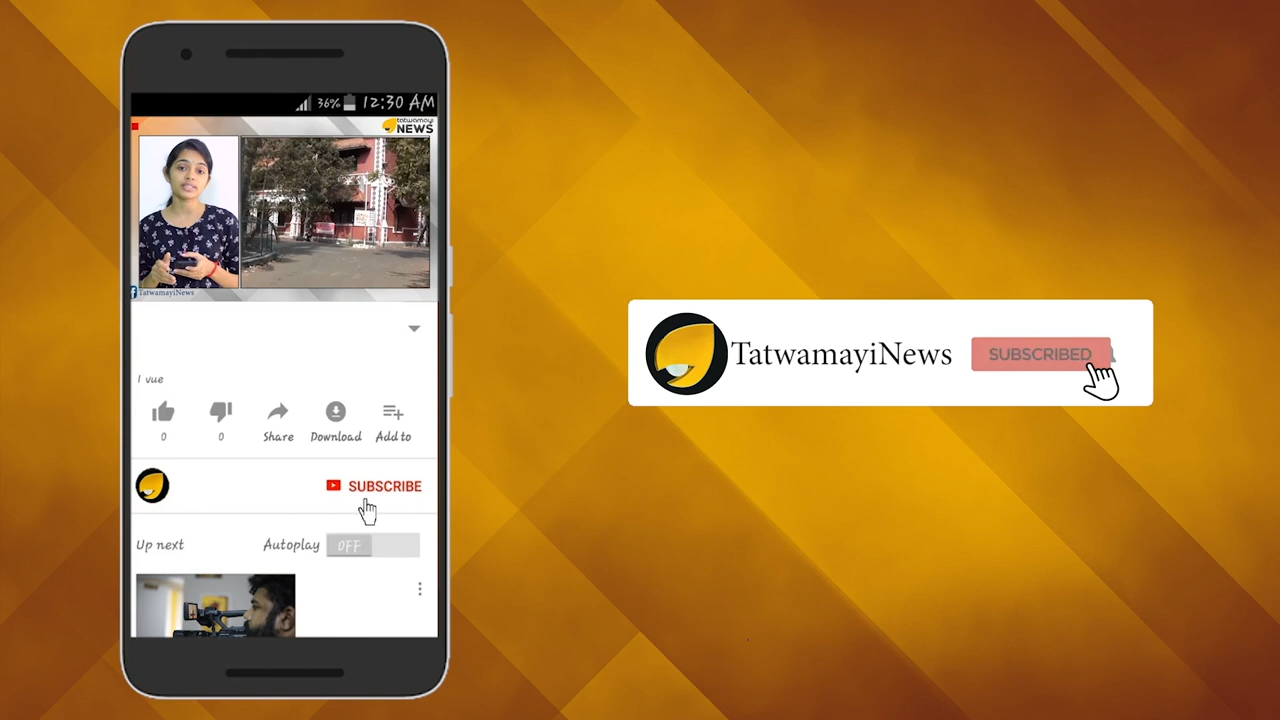 36% 12:30 AM
tatwamayi
NEWS
TatwamayiNews
1 vue
0 0 Share Download Add to
SUBSCRIBE
Up next Autoplay OFF
TatwamayiNews SUBSCRIBED